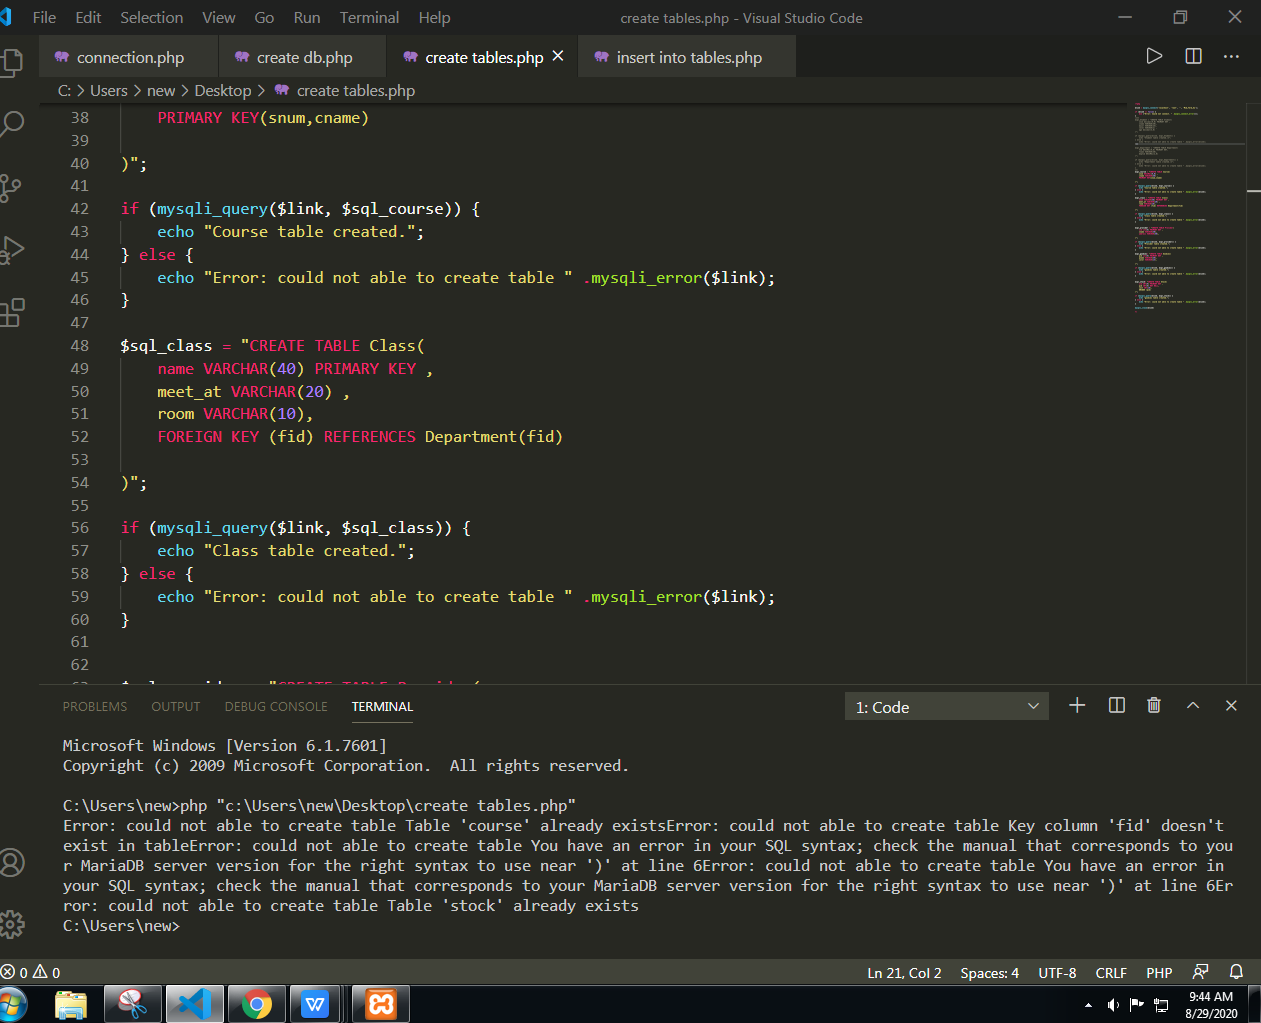 File Edit Selection View Go Run Terminal Help create tables.php - Visual Studio Code
connection.php create db.php create tables.php insert into tables.php
C: > Users > new > Desktop > create tables.php
38 PRIMARY KEY(snum,cname)
39
40 )";
41
42 if (mysqli_query($link, $sql_course)) {
43 echo "Course table created.";
44 } else {
45 echo "Error: could not able to create table " .mysqli_error($link);
46 }
47
48 $sql_class = "CREATE TABLE Class(
49 name VARCHAR(40) PRIMARY KEY ,
50 meet_at VARCHAR(20) ,
51 room VARCHAR(10),
52 FOREIGN KEY (fid) REFERENCES Department(fid)
53
54 )";
55
56 if (mysqli_query($link, $sql_class)) {
57 echo "Class table created.";
58 } else {
59 echo "Error: could not able to create table " .mysqli_error($link);
60 }
61
62
PROBLEMS OUTPUT DEBUG CONSOLE TERMINAL 1: Code
Microsoft Windows [Version 6.1.7601]
Copyright (c) 2009 Microsoft Corporation. All rights reserved.
C:\Users\new>php "c:\Users\new\Desktop\create tables.php"
Error: could not able to create table Table 'course' already existsError: could not able to create table Key column 'fid' doesn't
exist in tableError: could not able to create table You have an error in your SQL syntax; check the manual that corresponds to you
r MariaDB server version for the right syntax to use near ')' at line 6Error: could not able to create table You have an error in
your SQL syntax; check the manual that corresponds to your MariaDB server version for the right syntax to use near ')' at line 6Er
ror: could not able to create table Table 'stock' already exists
C:\Users\new>
0 0 Ln 21, Col 2 Spaces: 4 UTF-8 CRLF PHP
9:44 AM
8/29/2020